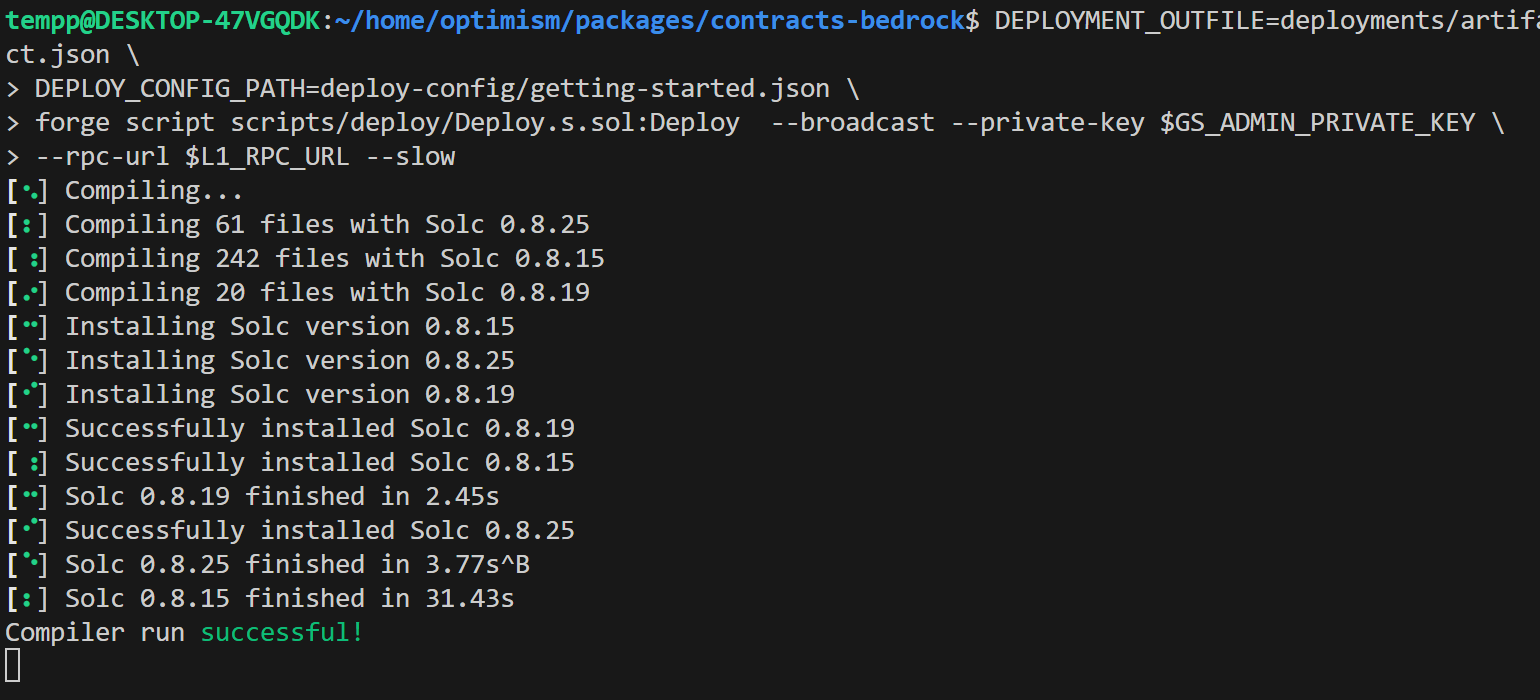 tempp@DESKTOP-47VGQDK:~/home/optimism/packages/contracts-bedrock$ DEPLOYMENT_OUTFILE=deployments/artifa
ct.json \
> DEPLOY_CONFIG_PATH=deploy-config/getting-started.json \
> forge script scripts/deploy/Deploy.s.sol:Deploy  --broadcast --private-key $GS_ADMIN_PRIVATE_KEY \
> --rpc-url $L1_RPC_URL --slow
[⠢] Compiling...
[⠆] Compiling 61 files with Solc 0.8.25
[⠰] Compiling 242 files with Solc 0.8.15
[⠔] Compiling 20 files with Solc 0.8.19
[⠒] Installing Solc version 0.8.15
[⠑] Installing Solc version 0.8.25
[⠊] Installing Solc version 0.8.19
[⠒] Successfully installed Solc 0.8.19
[⠰] Successfully installed Solc 0.8.15
[⠒] Solc 0.8.19 finished in 2.45s
[⠊] Successfully installed Solc 0.8.25
[⠑] Solc 0.8.25 finished in 3.77s^B
[⠆] Solc 0.8.15 finished in 31.43s
Compiler run successful!